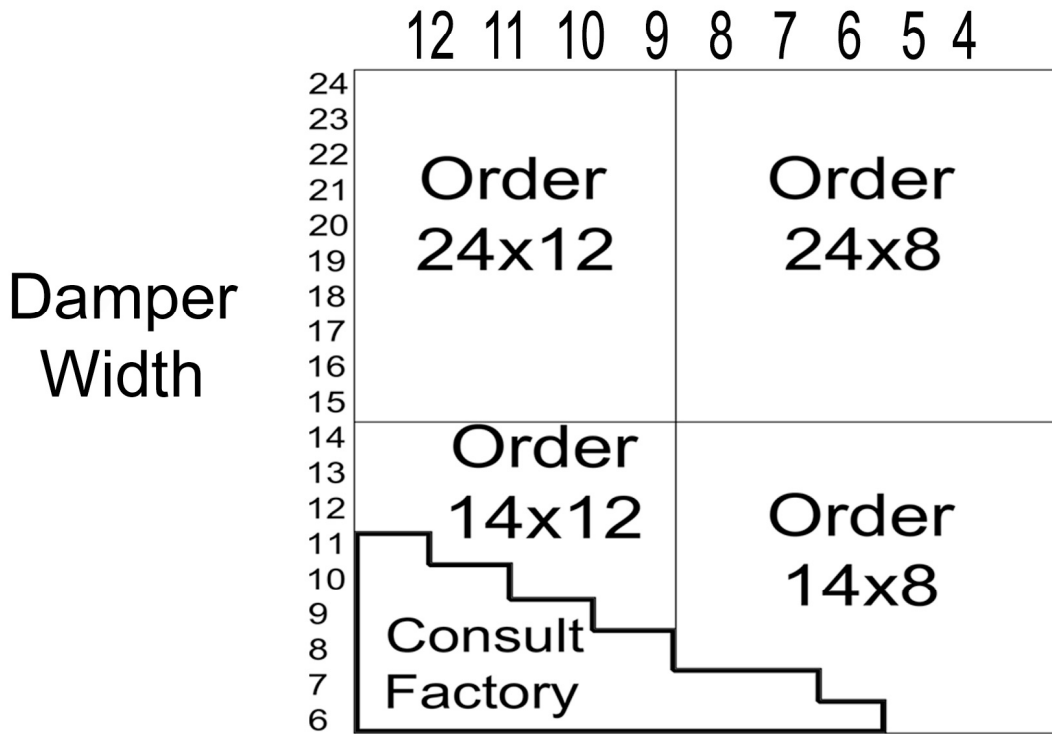 12 11 10 9 8 7 6 5 4
24
23
22
21
20
19
18
17
16
15
14
13
12
11
10
9
8
7
6
Damper
Width
Order
24x12
Order
24x8
Order
14x12
Order
14x8
Consult
Factory